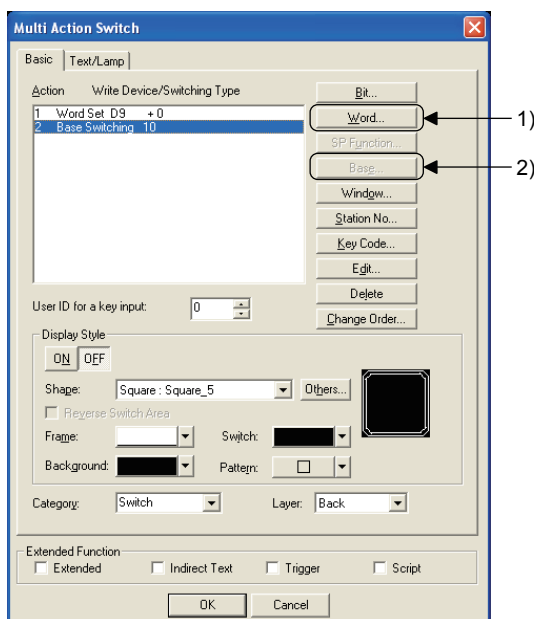 Multi Action Switch
Basic Text/Lamp
Action Write Device/Switching Type
1 Word Set D9 + 0
2 Base Switching 10
Bit...
Word... 1)
SP Function...
Base... 2)
Window...
Station No...
Key Code...
Edit...
Delete
Change Order...
User ID for a key input: 0
Display Style
ON OFF
Shape: Square : Square_5 Others...
Reverse Switch Area
Frame: Switch:
Background: Pattern:
Category: Switch Layer: Back
Extended Function
Extended Indirect Text Trigger Script
OK Cancel